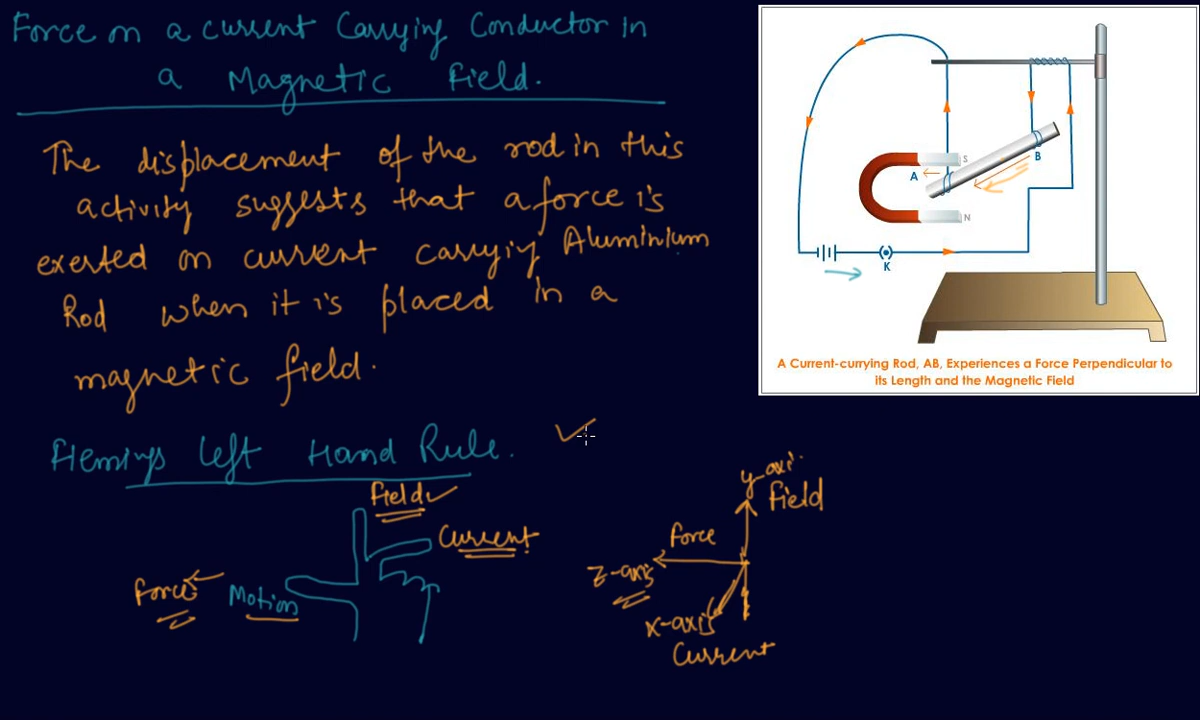 Force on a current Carrying Conductor in
a Magnetic Field.
The displacement of the rod in this
activity suggests that a force is
exerted on current carryiy Aluminium
Rod when it is placed in a
magnetic field.
Flemings left Hand Rule.
Field
Current
Force
Motion
y-axi
Field
Force
Z-axis
x-axis
Current
S
A
B
N
K
A Current-currying Rod, AB, Experiences a Force Perpendicular to
its Length and the Magnetic Field